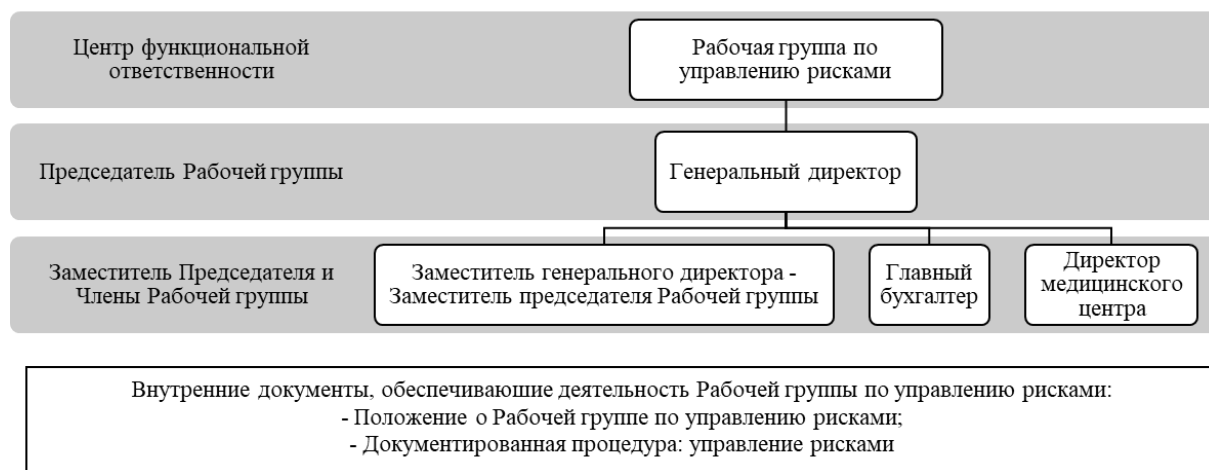 Центр функциональной
ответственности
Рабочая группа по
управлению рисками
Председатель Рабочей группы
Генеральный директор
Заместитель Председателя и
Члены Рабочей группы
Заместитель генерального директора -
Заместитель председателя Рабочей группы
Главный
бухгалтер
Директор
медицинского
центра
Внутренние документы, обеспечиваюшие деятельность Рабочей группы по управлению рисками:
- Положение о Рабочей группе по управлению рисками;
- Документированная процедура: управление рисками